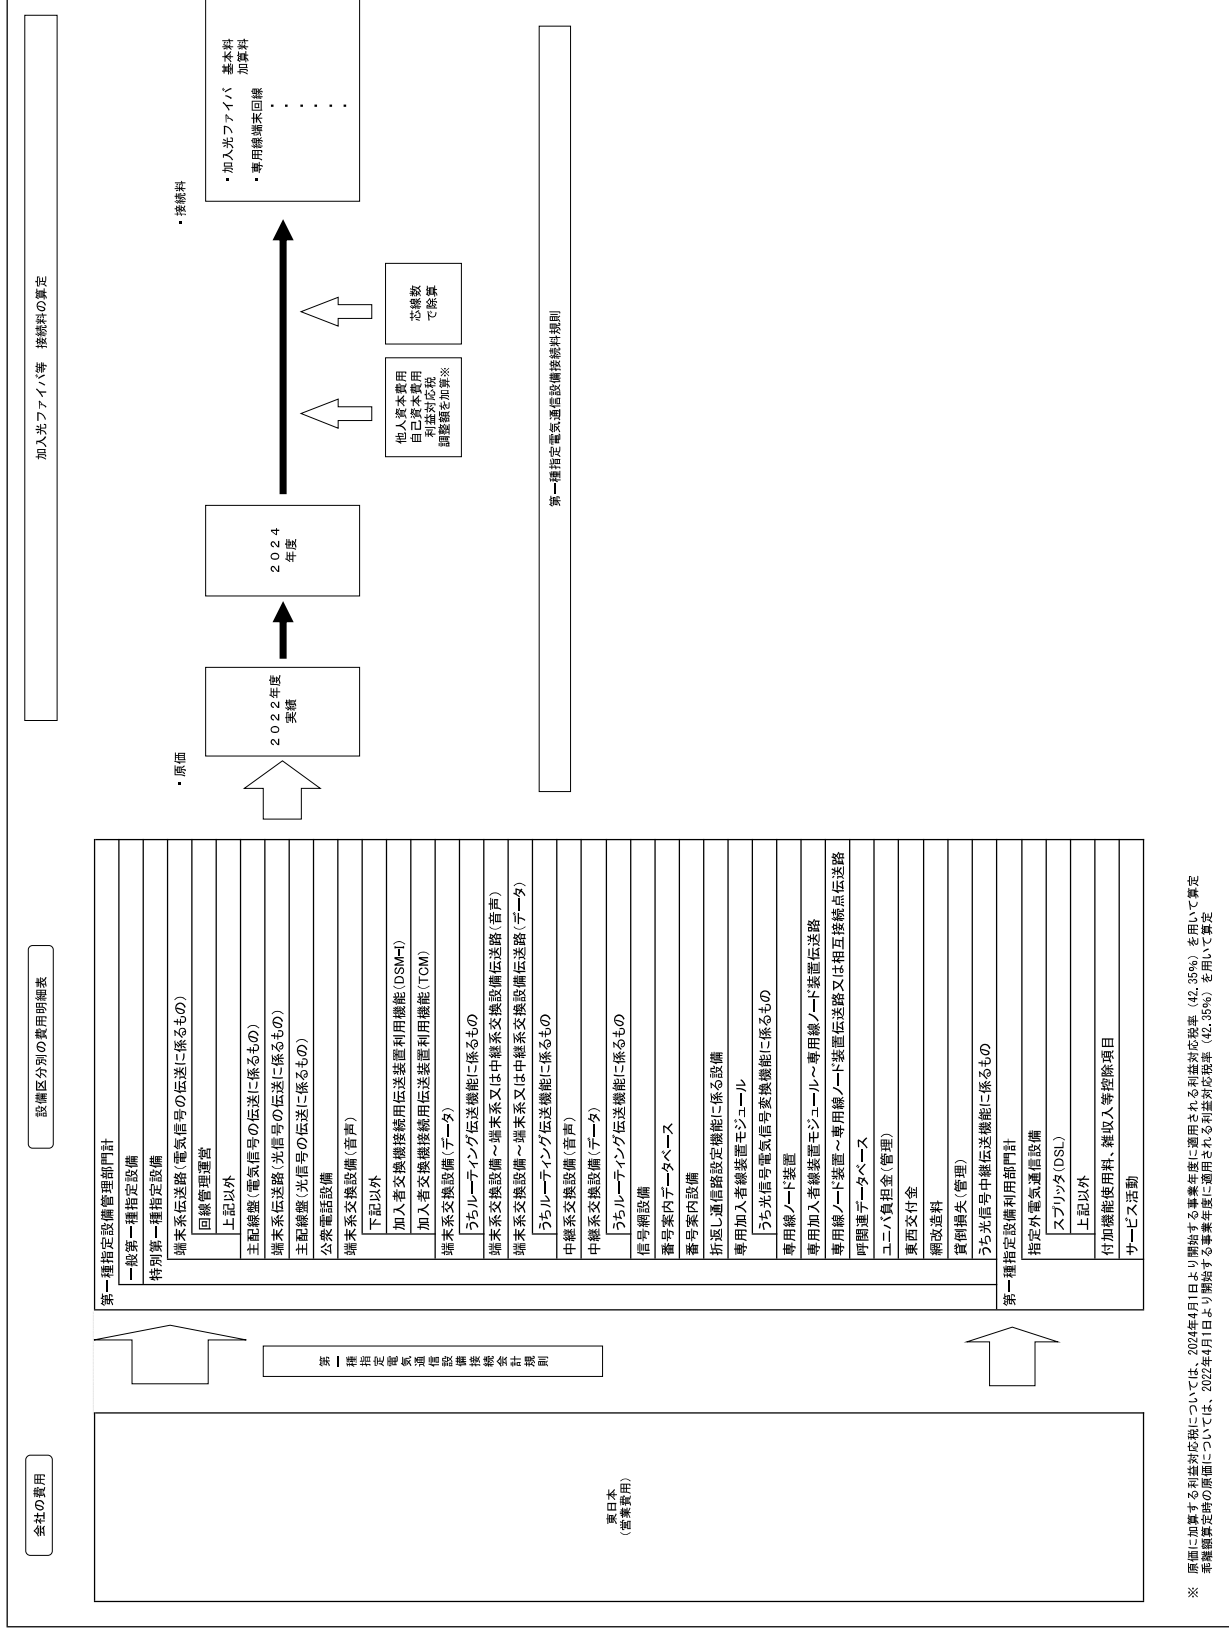 会社の費用
設備区分別の費用明細表
加入光ファイバ等　接続料の算定
東日本
（営業費用）
第一種指定電気通信設備接続会計規則
第一種指定設備管理部門計
一般第一種指定設備
特別第一種指定設備
端末系伝送路（電気信号の伝送に係るもの）
回線管理運営
上記以外
主配線盤（電気信号の伝送に係るもの）
端末系伝送路（光信号の伝送に係るもの）
主配線盤（光信号の伝送に係るもの）
公衆電話設備
端末系交換設備（音声）
下記以外
加入者交換機接続用伝送装置利用機能（DSM-I）
加入者交換機接続用伝送装置利用機能（TCM）
端末系交換設備（データ）
うちルーティング伝送機能に係るもの
端末系交換設備～端末系又は中継系交換設備伝送路（音声）
端末系交換設備～端末系又は中継系交換設備伝送路（データ）
うちルーティング伝送機能に係るもの
中継系交換設備（音声）
中継系交換設備（データ）
うちルーティング伝送機能に係るもの
信号網設備
番号案内データベース
番号案内設備
折返し通信路設定機能に係る設備
専用加入者線装置モジュール
うち光信号電気信号変換機能に係るもの
専用線ノード装置
専用加入者線装置モジュール～専用線ノード装置伝送路
専用線ノード装置～専用線ノード装置伝送路又は相互接続点伝送路
呼関連データベース
ユニバ負担金（管理）
東西交付金
網改造料
貸倒損失（管理）
うち光信号中継伝送機能に係るもの
第一種指定設備利用部門計
指定外電気通信設備
スプリッタ（DSL）
上記以外
付加機能使用料、雑収入等控除項目
サービス活動
・原価
２０２２年度
実績
２０２４
年度
・接続料
・加入光ファイバ　基本料
加算料
・専用線端末回線
・
・
・
・
・
・
他人資本費用
自己資本費用
利益対応税
調整額を加算※
芯線数
で除算
第一種指定電気通信設備接続料規則
※　原価に加算する利益対応税については、2024年4月1日より開始する事業年度に適用される利益対応税率（42.35%）を用いて算定
乖離額算定時の原価については、2022年4月1日より開始する事業年度に適用される利益対応税率（42.35%）を用いて算定